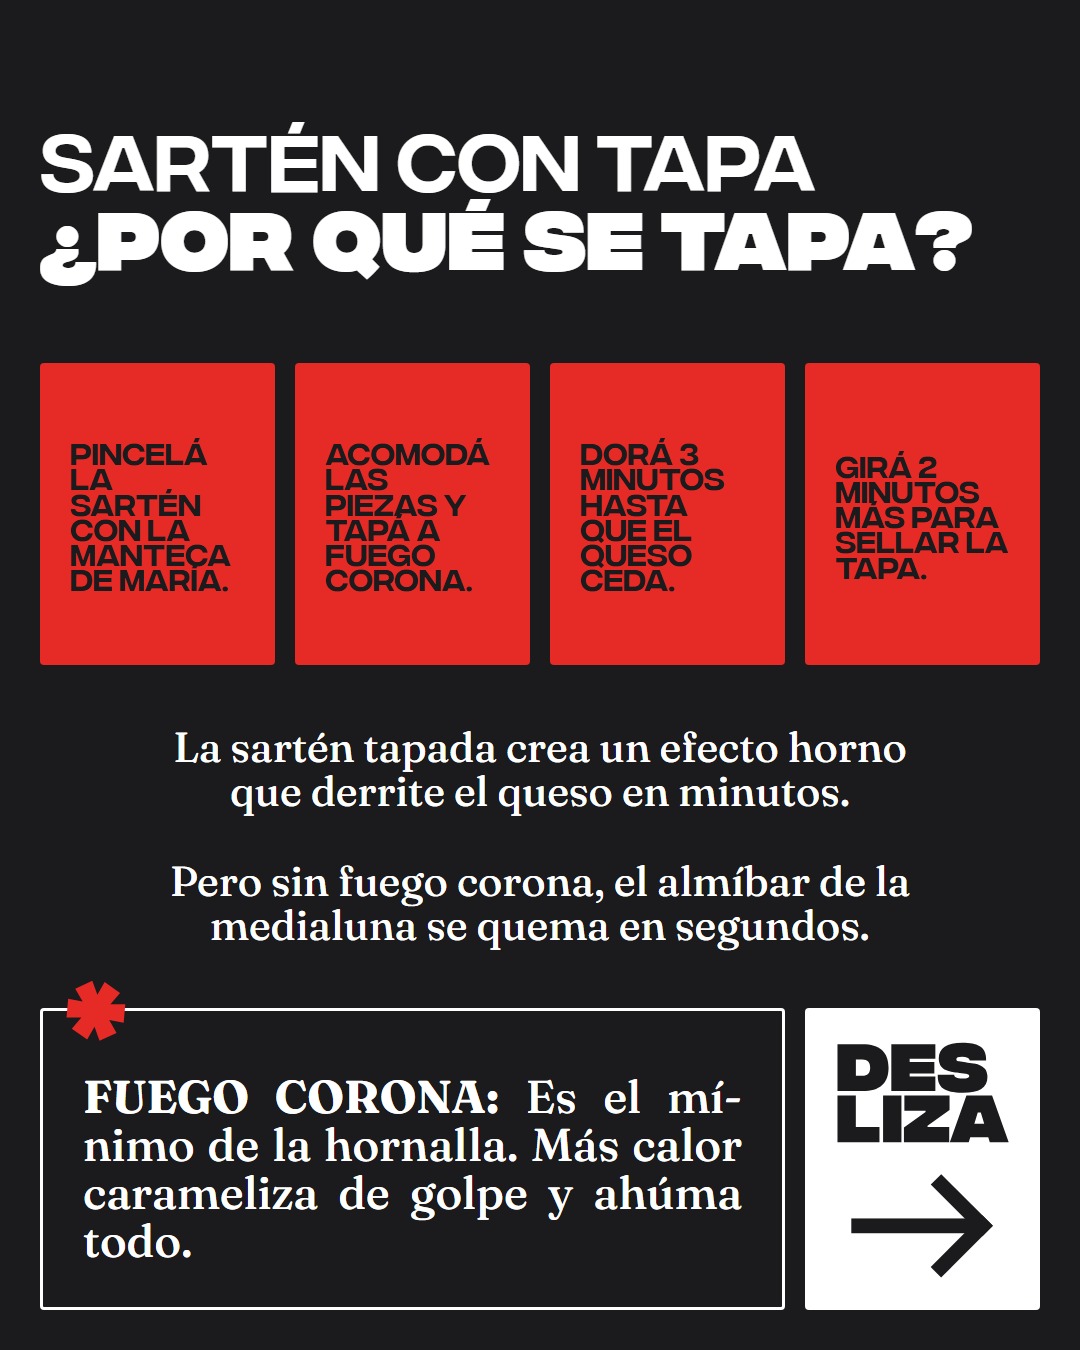 SARTÉN CON TAPA
¿POR QUÉ SE TAPA?
PINCELÁ
LA
SARTÉN
CON LA
MANTECA
DE MARÍA.
ACOMODÁ
LAS
PIEZAS Y
TAPÁ A
FUEGO
CORONA.
DORÁ 3
MINUTOS
HASTA
QUE EL
QUESO
CEDA.
GIRÁ 2
MINUTOS
MÁS PARA
SELLAR LA
TAPA.
La sartén tapada crea un efecto horno
que derrite el queso en minutos.
Pero sin fuego corona, el almíbar de la
medialuna se quema en segundos.
FUEGO CORONA: Es el mí-
nimo de la hornalla. Más calor
carameliza de golpe y ahúma
todo.
DES
LIZA